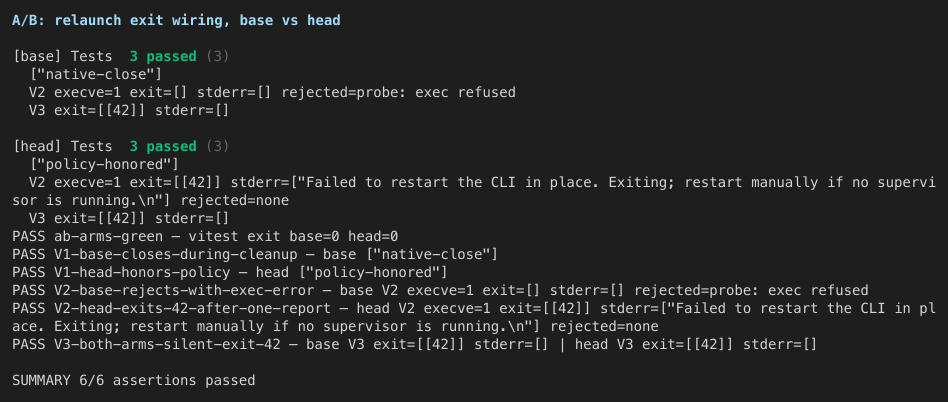 A/B: relaunch exit wiring, base vs head
[base] Tests  3 passed (3)
["native-close"]
V2 execve=1 exit=[] stderr=[] rejected=probe: exec refused
V3 exit=[[42]] stderr=[]
[head] Tests  3 passed (3)
["policy-honored"]
V2 execve=1 exit=[[42]] stderr=["Failed to restart the CLI in place. Exiting; restart manually if no supervi
sor is running.\n"] rejected=none
V3 exit=[[42]] stderr=[]
PASS ab-arms-green — vitest exit base=0 head=0
PASS V1-base-closes-during-cleanup — base ["native-close"]
PASS V1-head-honors-policy — head ["policy-honored"]
PASS V2-base-rejects-with-exec-error — base V2 execve=1 exit=[] stderr=[] rejected=probe: exec refused
PASS V2-head-exits-42-after-one-report — head V2 execve=1 exit=[[42]] stderr=["Failed to restart the CLI in pl
ace. Exiting; restart manually if no supervisor is running.\n"] rejected=none
PASS V3-both-arms-silent-exit-42 — base V3 exit=[[42]] stderr=[] | head V3 exit=[[42]] stderr=[]
SUMMARY 6/6 assertions passed